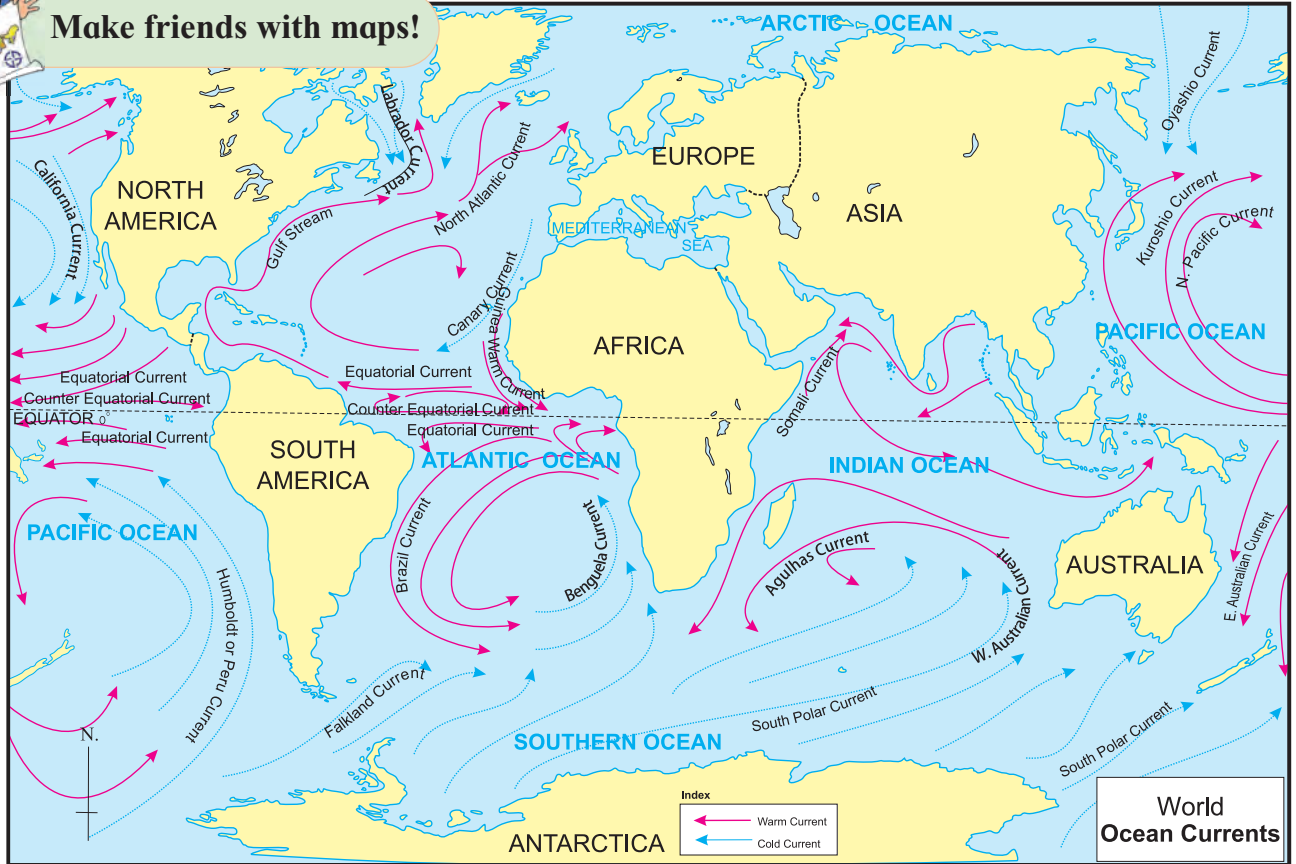 Make friends with maps!
ARCTIC OCEAN
Labrador Current
Oyashio Current
NORTH
AMERICA
California Current
Gulf Stream
North Atlantic Current
EUROPE
ASIA
MEDITERRANEAN
SEA
Kuroshio Current
N. Pacific Current
Canary Current
Guinea Warm Current
AFRICA
PACIFIC OCEAN
Somali Current
Equatorial Current
Equatorial Current
Counter Equatorial Current
Counter Equatorial Current
EQUATOR 0°
Equatorial Current
Equatorial Current
SOUTH
AMERICA
ATLANTIC OCEAN
INDIAN OCEAN
PACIFIC OCEAN
Humboldt or Peru Current
Brazil Current
Benguela Current
Agulhas Current
W. Australian Current
AUSTRALIA
E. Australian Current
Falkland Current
South Polar Current
South Polar Current
N.
SOUTHERN OCEAN
ANTARCTICA
Index
Warm Current
Cold Current
World
Ocean Currents